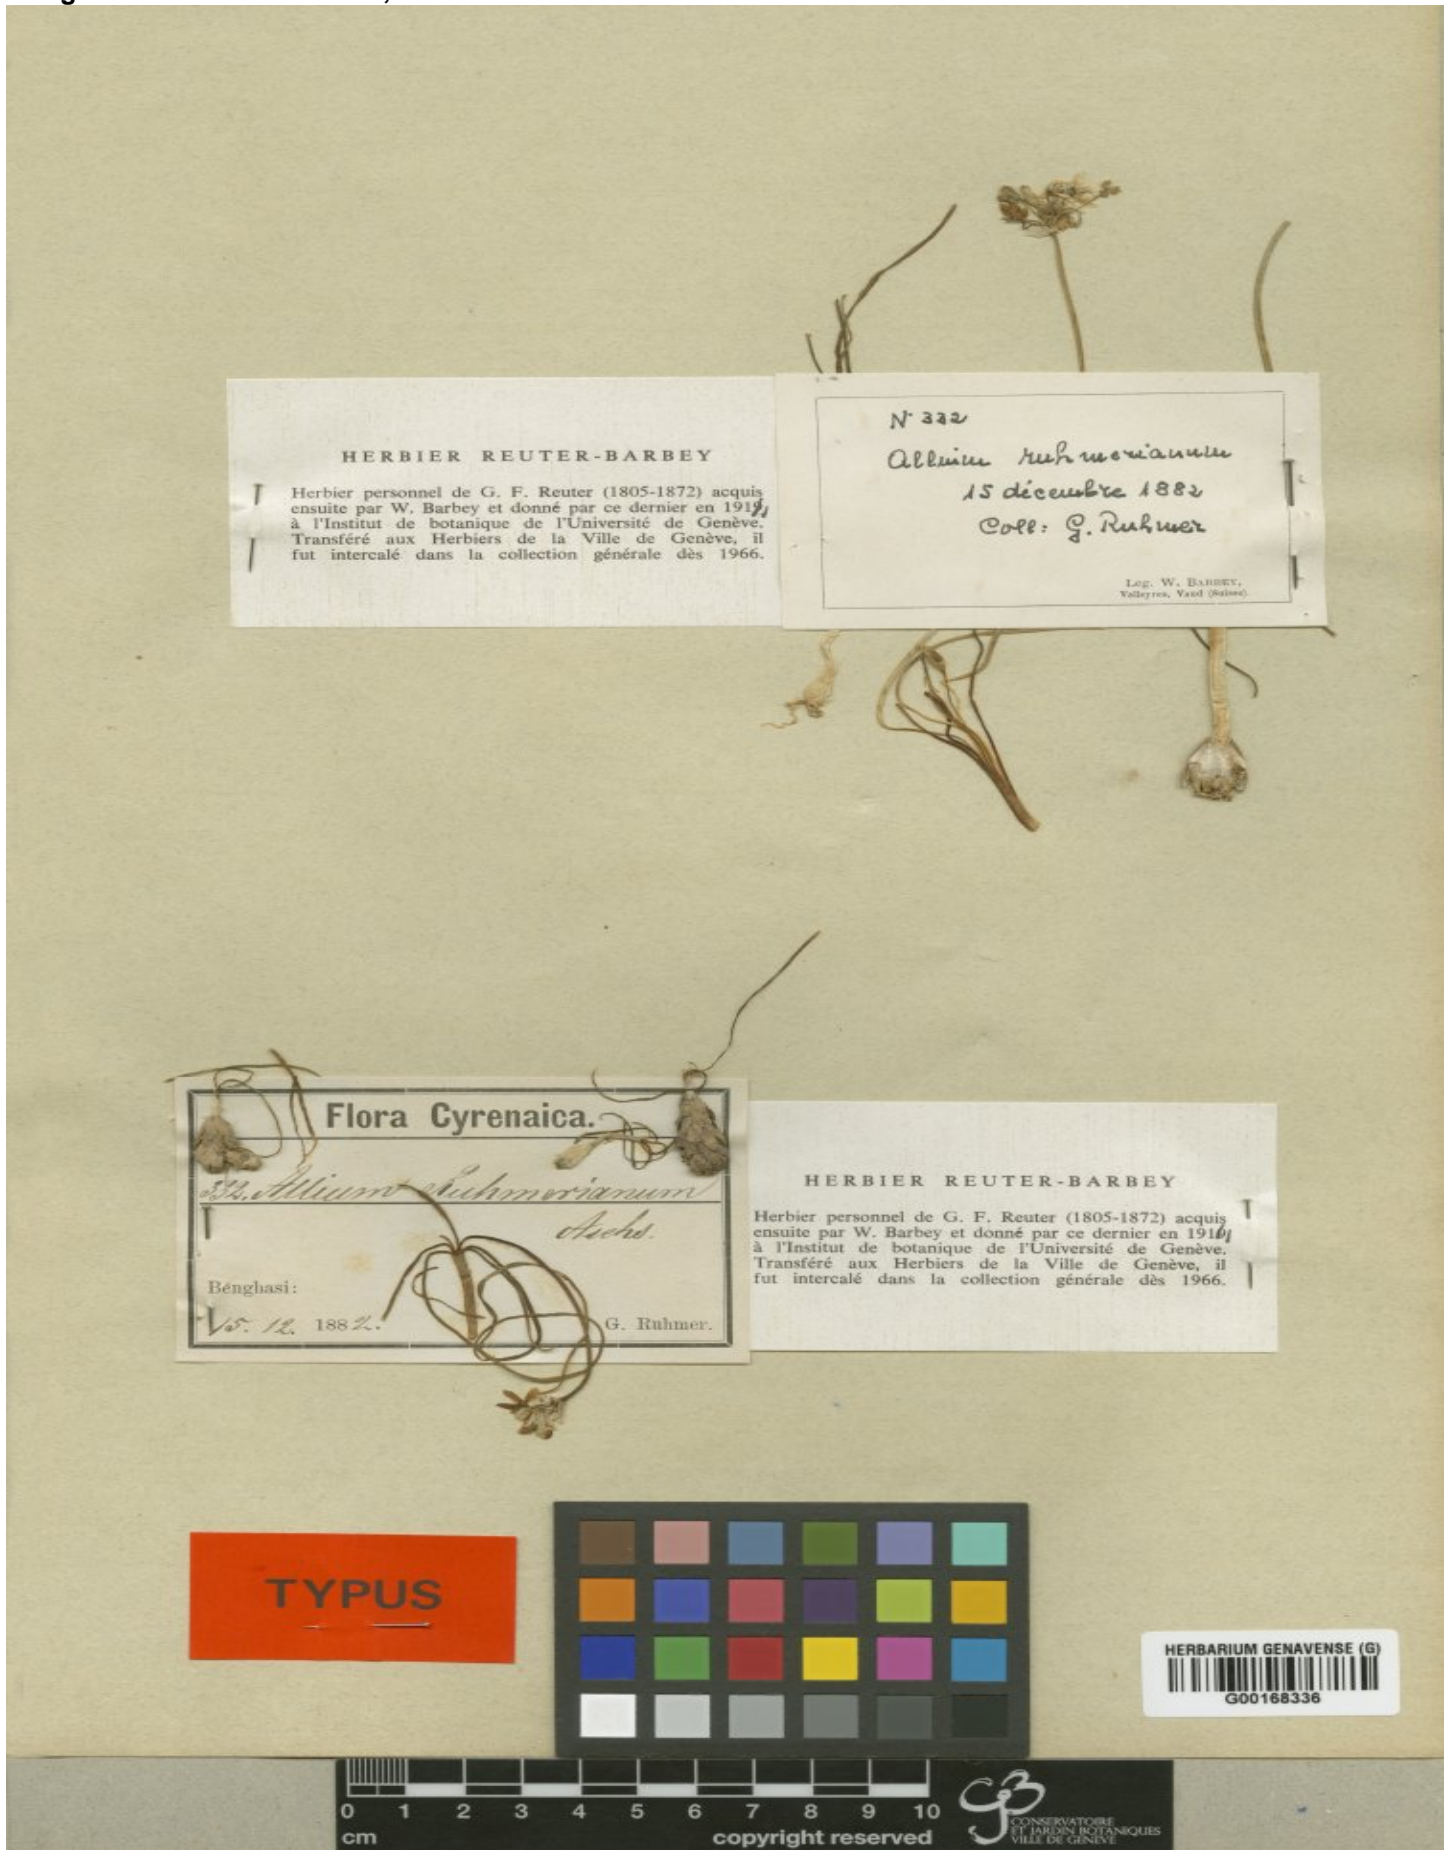 HERBIER REUTER-BARBEY
Herbier personnel de G. F. Reuter (1805-1872) acquis
ensuite par W. Barbey et donné par ce dernier en 191
à l'Institut de botanique de l'Université de Genève.
Transféré aux Herbiers de la Ville de Genève, il
fut intercalé dans la collection générale dès 1966.
N° 332
Allium ruhmerianum
15 décembre 1882
Coll: G. Ruhmer
Leg. W. BARBEY,
Valleyres, Vaud (Suisse).
Flora Cyrenaica.
332. Allium Ruhmerianum
Aschs.
Benghasi:
15. 12. 1882.
G. Ruhmer.
HERBIER REUTER-BARBEY
Herbier personnel de G. F. Reuter (1805-1872) acquis
ensuite par W. Barbey et donné par ce dernier en 191
à l'Institut de botanique de l'Université de Genève.
Transféré aux Herbiers de la Ville de Genève, il
fut intercalé dans la collection générale dès 1966.
TYPUS
HERBARIUM GENAVENSE (G)
G00168336
0 1 2 3 4 5 6 7 8 9 10
cm
copyright reserved
CONSERVATOIRE
ET JARDIN BOTANIQUES
VILLE DE GENEVE